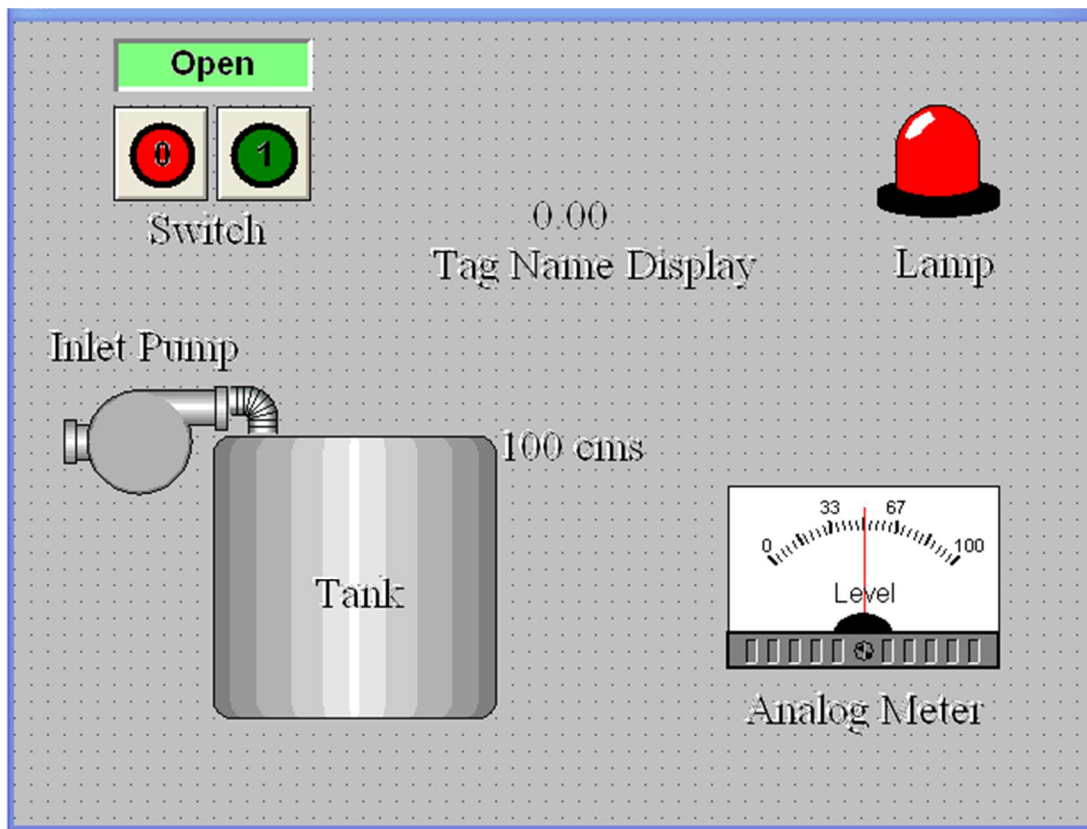 Open
0 1
Switch
0.00
Tag Name Display
Lamp
Inlet Pump
100 cms
Tank
0 33 67 100
Level
Analog Meter